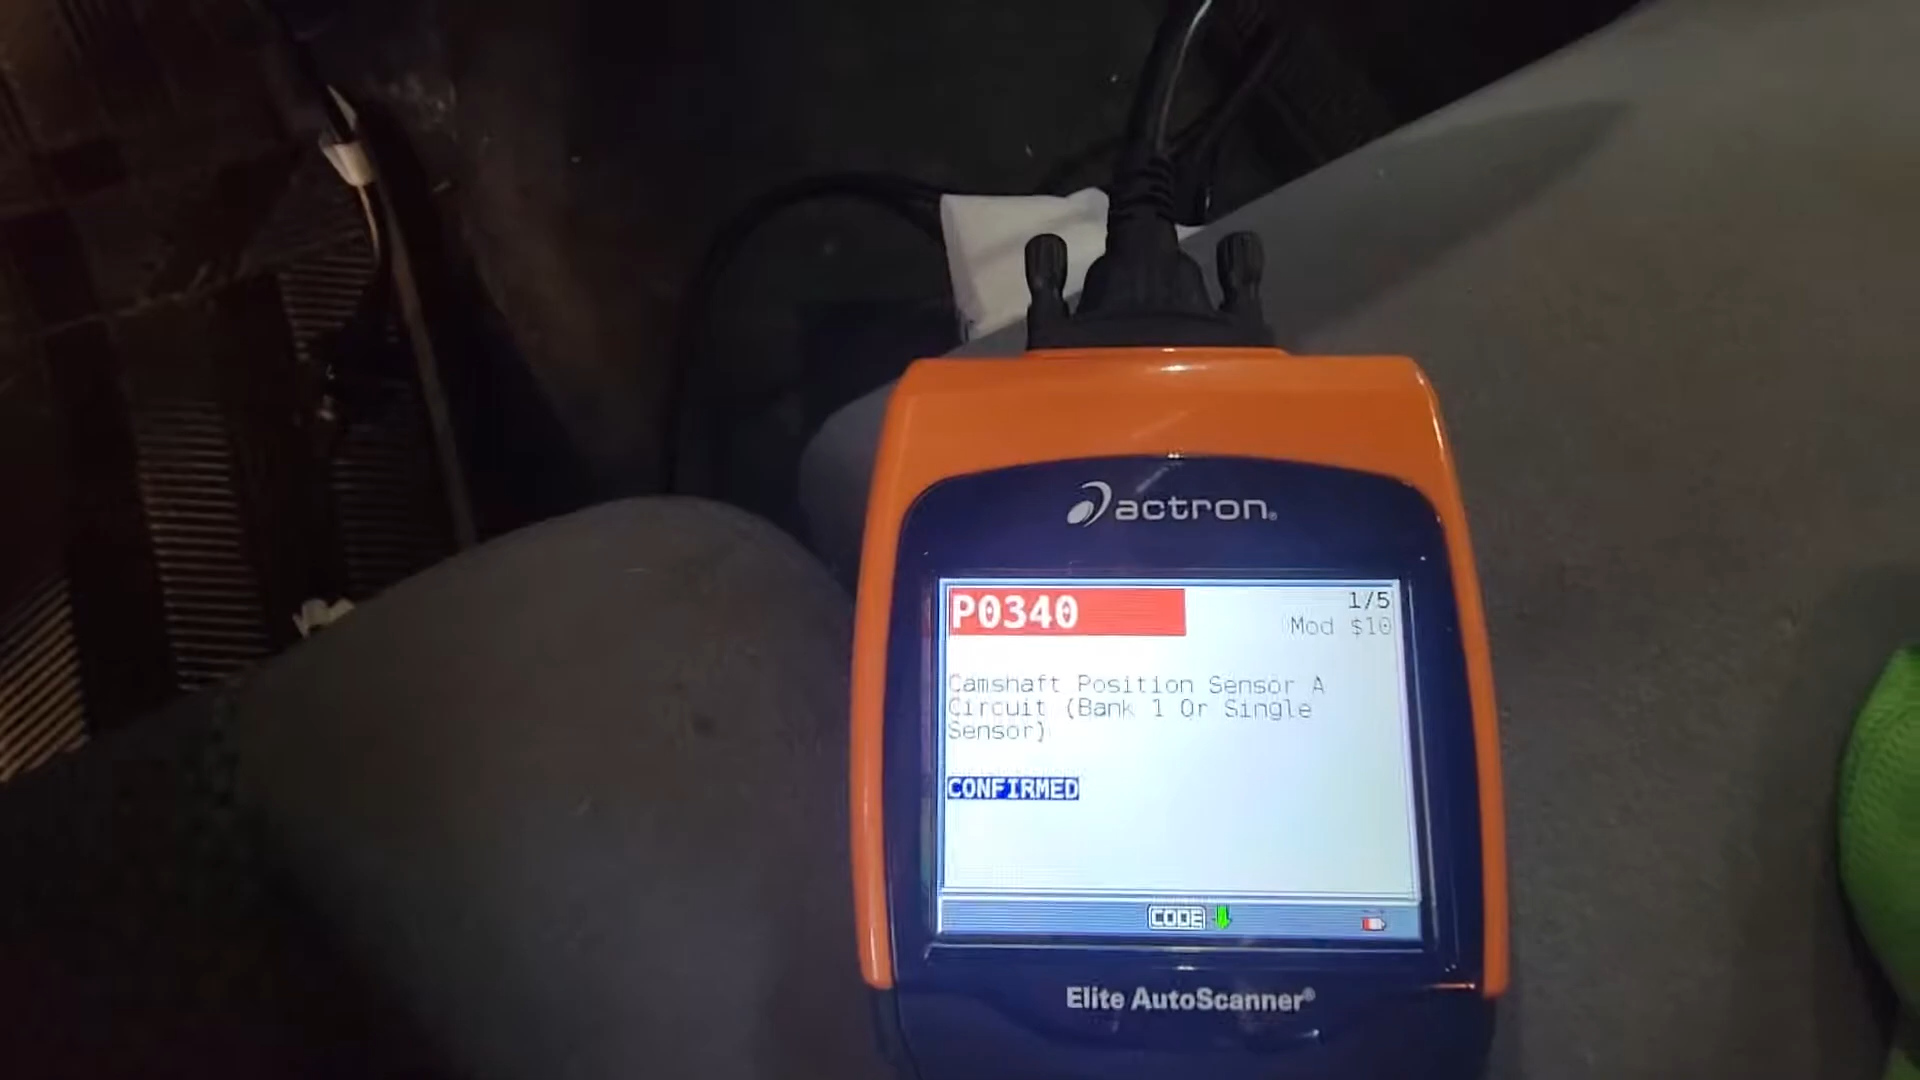 actron®
P0340
1/5
Mod $10
Camshaft Position Sensor A
Circuit (Bank 1 Or Single
Sensor)
CONFIRMED
CODE
Elite AutoScanner®